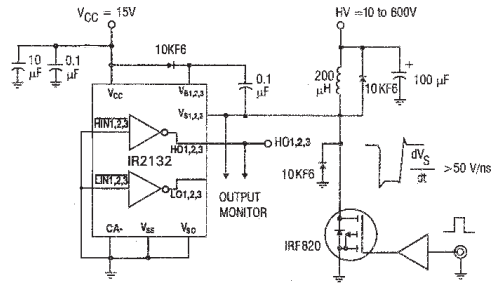 V_CC = 15V
HV =10 to 600V
10KF6
10 μF
0.1 μF
0.1 μF
200 μH
10KF6
+
100 μF
V_CC
V_B1,2,3
V_S1,2,3
HIN1,2,3
HO1,2,3
HO1,2,3
IR2132
LIN1,2,3
LO1,2,3
OUTPUT
MONITOR
10KF6
dV_S
dt
>50 V/ns
CA-
V_SS
V_SO
IRF820